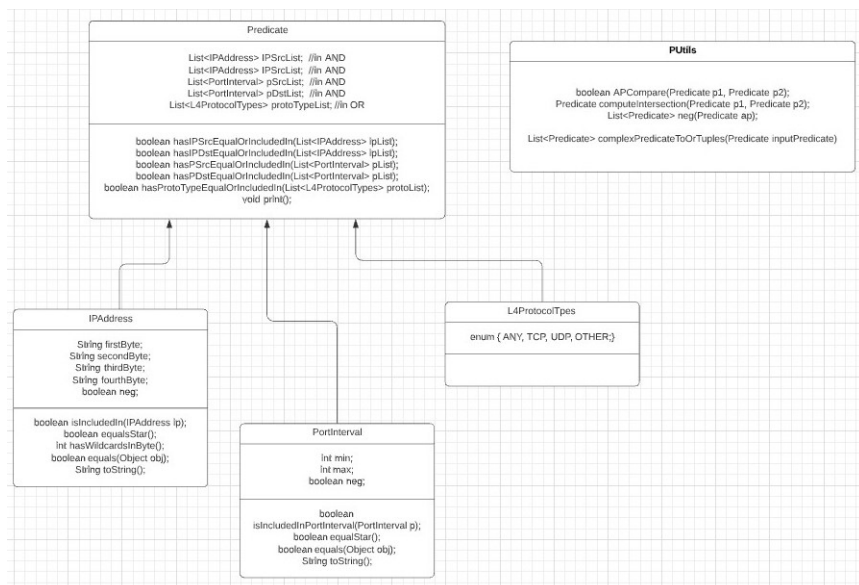 Predicate
List<IPAddress> IPSrcList; //in AND
List<IPAddress> IPSrcList; //in AND
List<PortInterval> pSrcList; //in AND
List<PortInterval> pDstList; //in AND
List<L4ProtocolTypes> protoTypeList; //in OR
boolean hasIPSrcEqualOrIncludedIn(List<IPAddress> ipList);
boolean hasIPDstEqualOrIncludedIn(List<IPAddress> ipList);
boolean hasPSrcEqualOrIncludedIn(List<PortInterval> pList);
boolean hasPDstEqualOrIncludedIn(List<PortInterval> pList);
boolean hasProtoTypeEqualOrIncludedIn(List<L4ProtocolTypes> protoList);
void print();
PUtils
boolean APCompare(Predicate p1, Predicate p2);
Predicate computeIntersection(Predicate p1, Predicate p2);
List<Predicate> neg(Predicate ap);
List<Predicate> complexPredicateToOrTuples(Predicate inputPredicate)
IPAddress
String firstByte;
String secondByte;
String thirdByte;
String fourthByte;
boolean neg;
boolean isIncludedIn(IPAddress ip);
boolean equalsStar();
int hasWildcardsInByte();
boolean equals(Object obj);
String toString();
PortInterval
int min;
int max;
boolean neg;
boolean
isIncludedInPortInterval(PortInterval p);
boolean equalStar();
boolean equals(Object obj);
String toString();
L4ProtocolTpes
enum { ANY, TCP, UDP, OTHER;}